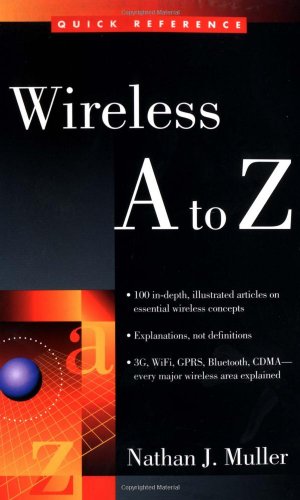 QUICK REFERENCE
Wireless
A to Z
• 100 in-depth, illustrated articles on
essential wireless concepts
• Explanations, not definitions
• 3G, WiFi, GPRS, Bluetooth, CDMA—
every major wireless area explained
a
z
Nathan J. Muller